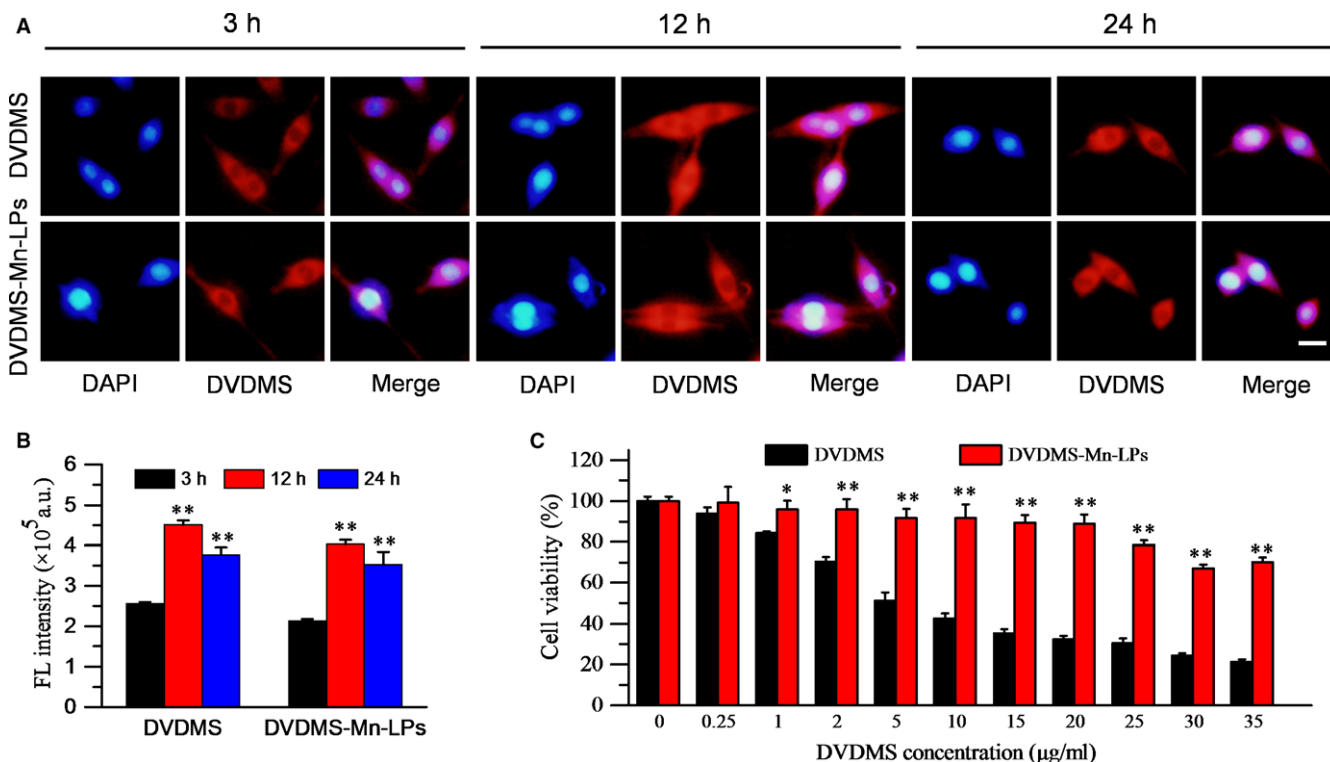 A
3 h 12 h 24 h
DVDMS
DVDMS-Mn-LPs
DAPI DVDMS Merge DAPI DVDMS Merge DAPI DVDMS Merge
B
FL intensity (×10⁵ a.u.)
6
5
4
3
2
1
0
3 h 12 h 24 h
** ** ** **
DVDMS DVDMS-Mn-LPs
C
Cell viability (%)
120
100
80
60
40
20
0
DVDMS DVDMS-Mn-LPs
* ** ** ** ** ** ** ** **
0 0.25 1 2 5 10 15 20 25 30 35
DVDMS concentration (μg/ml)